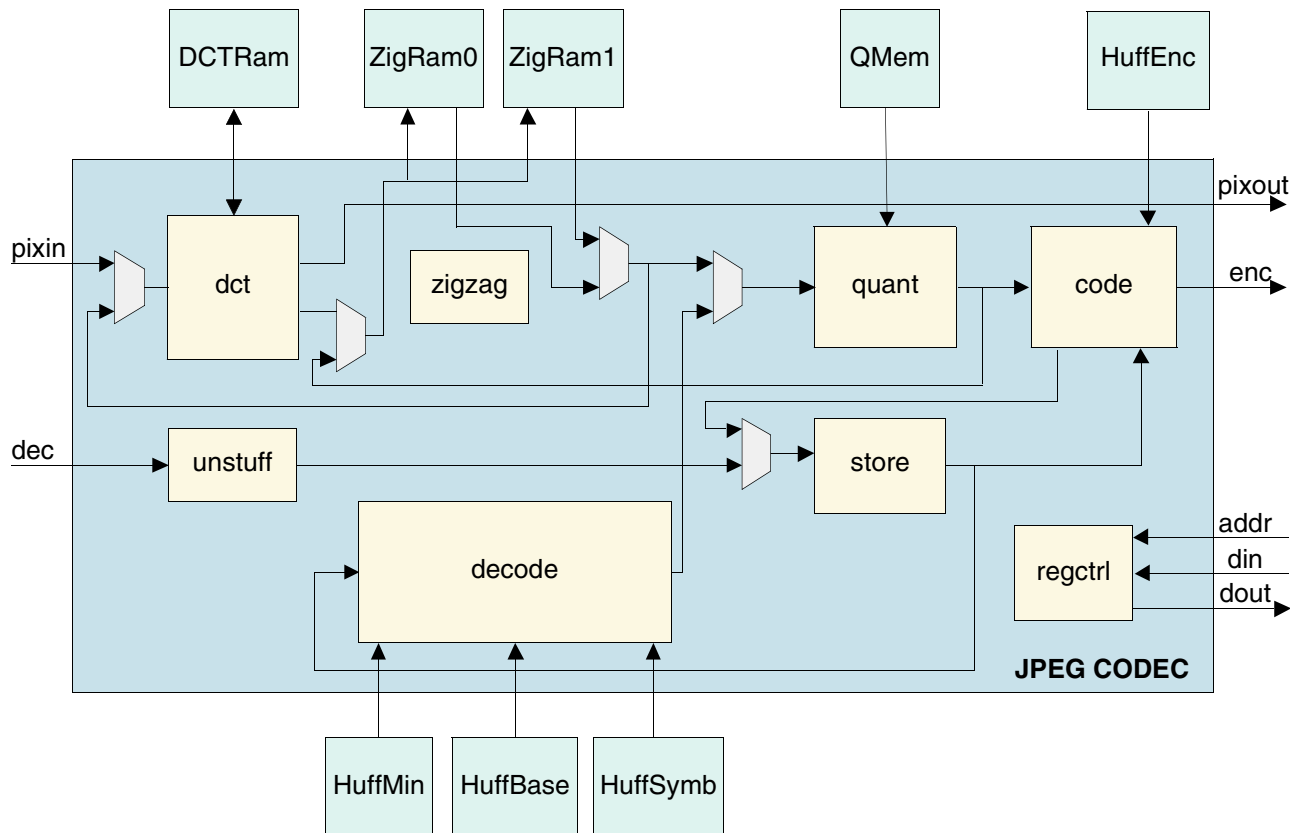 DCTRam
ZigRam0
ZigRam1
QMem
HuffEnc
pixout
pixin
dct
zigzag
quant
code
enc
dec
unstuff
store
addr
decode
regctrl
din
dout
JPEG CODEC
HuffMin
HuffBase
HuffSymb